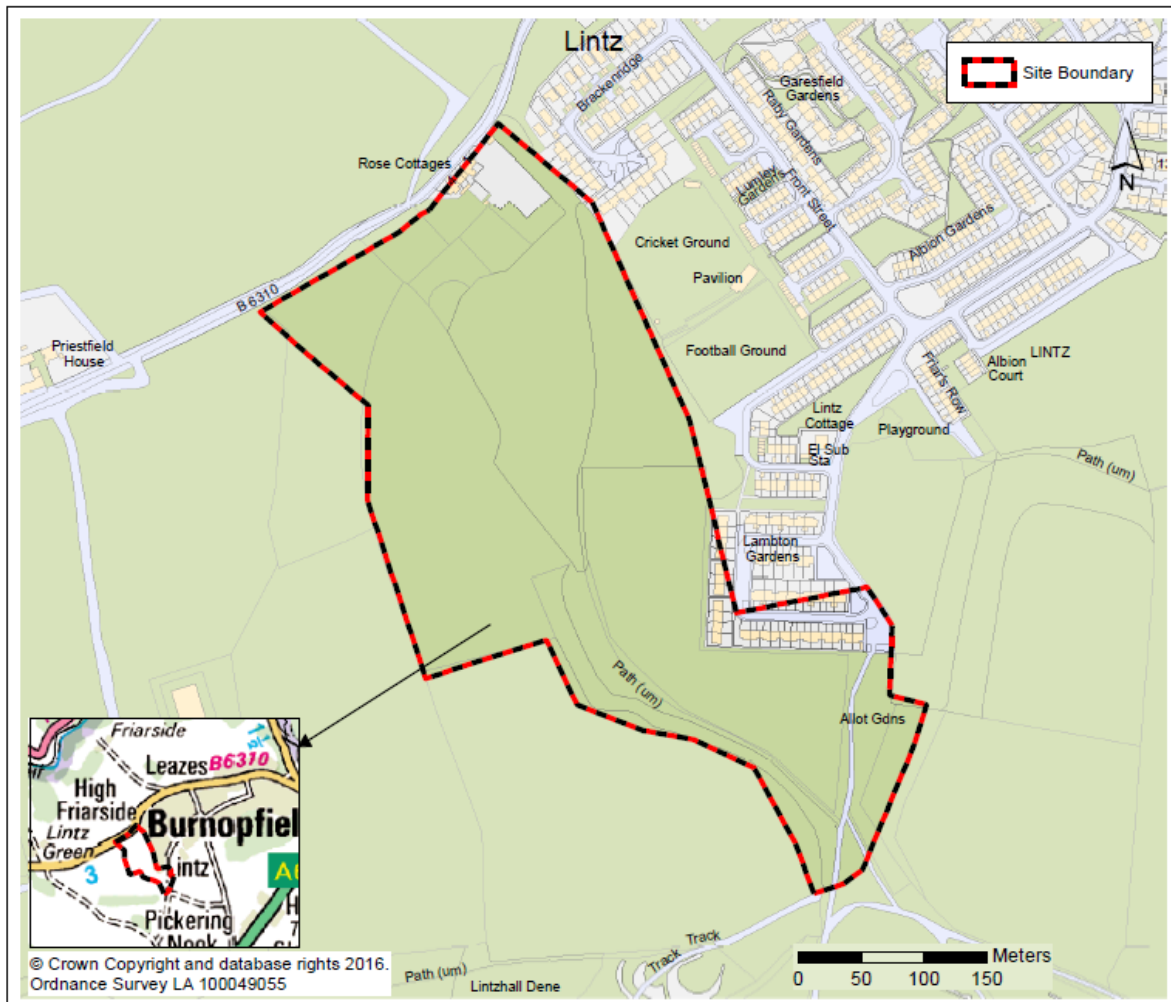 Lintz
Site Boundary
Garesfield
Gardens
Brackenridge
Raby Gardens
Rose Cottages
N
Lumley
Gardens
Front Street
Albion Gardens
Cricket Ground
Pavilion
B 6310
Priestfield
House
Football Ground
Albion
Court
LINTZ
Friar's Row
Lintz
Cottage
Playground
El Sub
Sta
Path (um)
Lambton
Gardens
Path (um)
Allot Gdns
Friarside
Leazes B6310
High
Friarside
Burnopfiel
Lintz
Green
3
intz
A6
Pickering
Nook
© Crown Copyright and database rights 2016.
Ordnance Survey LA 100049055
Track
Track
Path (um)
Lintzhall Dene
Meters
0 50 100 150